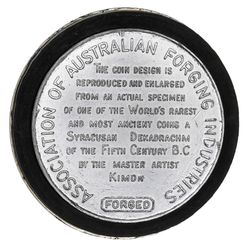 ASSOCIATION OF AUSTRALIAN FORGING INDUSTRIES
THE COIN DESIGN IS
REPRODUCED AND ENLARGED
FROM AN ACTUAL SPECIMEN
OF ONE OF THE WORLD'S RAREST
AND MOST ANCIENT COINS A
SYRACUSAN DEKADRACHM
OF THE FIFTH CENTURY B.C
BY THE MASTER ARTIST
KIMON
FORGED